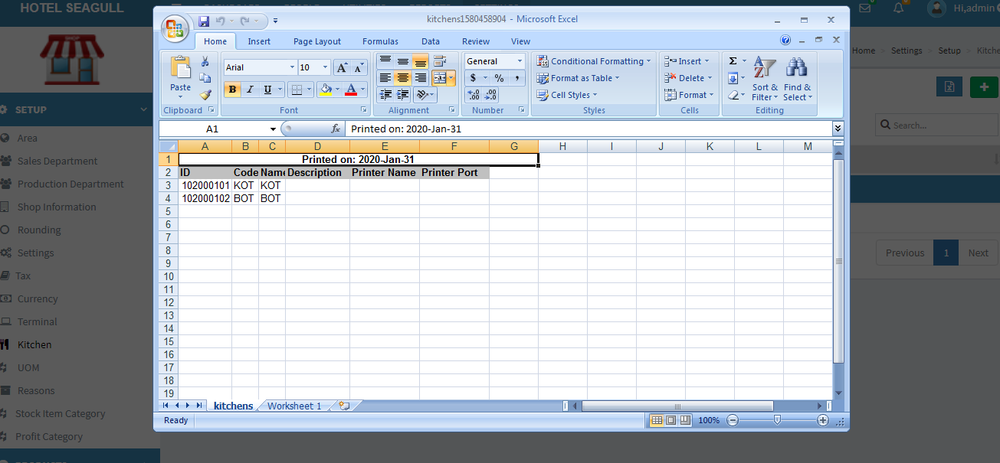 HOTEL SEAGULL
kitchens1580458904 - Microsoft Excel
Hi,admin
Home Insert Page Layout Formulas Data Review View
Home > Settings > Setup > Kitche
Paste
Clipboard
Arial 10
B I U
A A
Font
Alignment
General
$ % ,
Number
Conditional Formatting
Format as Table
Cell Styles
Styles
Insert
Delete
Format
Cells
Σ
Sort & Filter
Find & Select
Editing
SETUP
Search...
A1 fx Printed on: 2020-Jan-31
A B C D E F G H I J K L M
1 Printed on: 2020-Jan-31
2 ID Code Name Description Printer Name Printer Port
3 102000101 KOT KOT
4 102000102 BOT BOT
5
6
7
8
9
10
11
12
13
14
15
16
17
18
19
kitchens Worksheet 1
Ready 100%
Area
Sales Department
Production Department
Shop Information
Rounding
Settings
Tax
Currency
Terminal
Kitchen
UOM
Reasons
Stock Item Category
Profit Category
Previous 1 Next